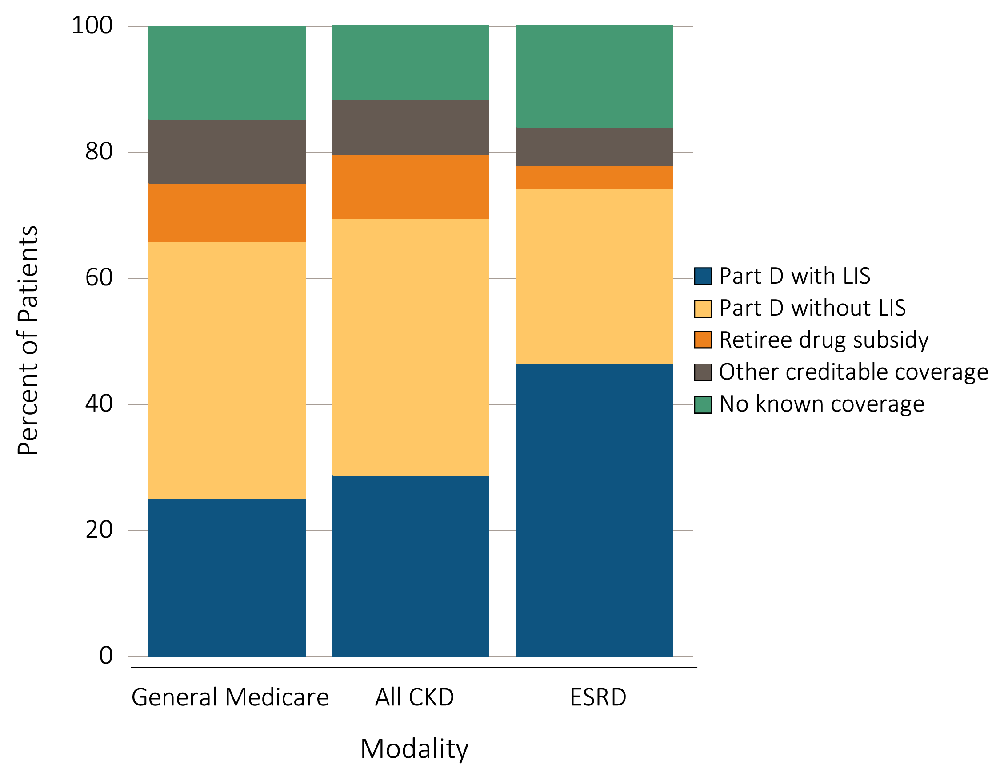 100
80
60
40
20
0
Percent of Patients
General Medicare
All CKD
ESRD
Modality
Part D with LIS
Part D without LIS
Retiree drug subsidy
Other creditable coverage
No known coverage